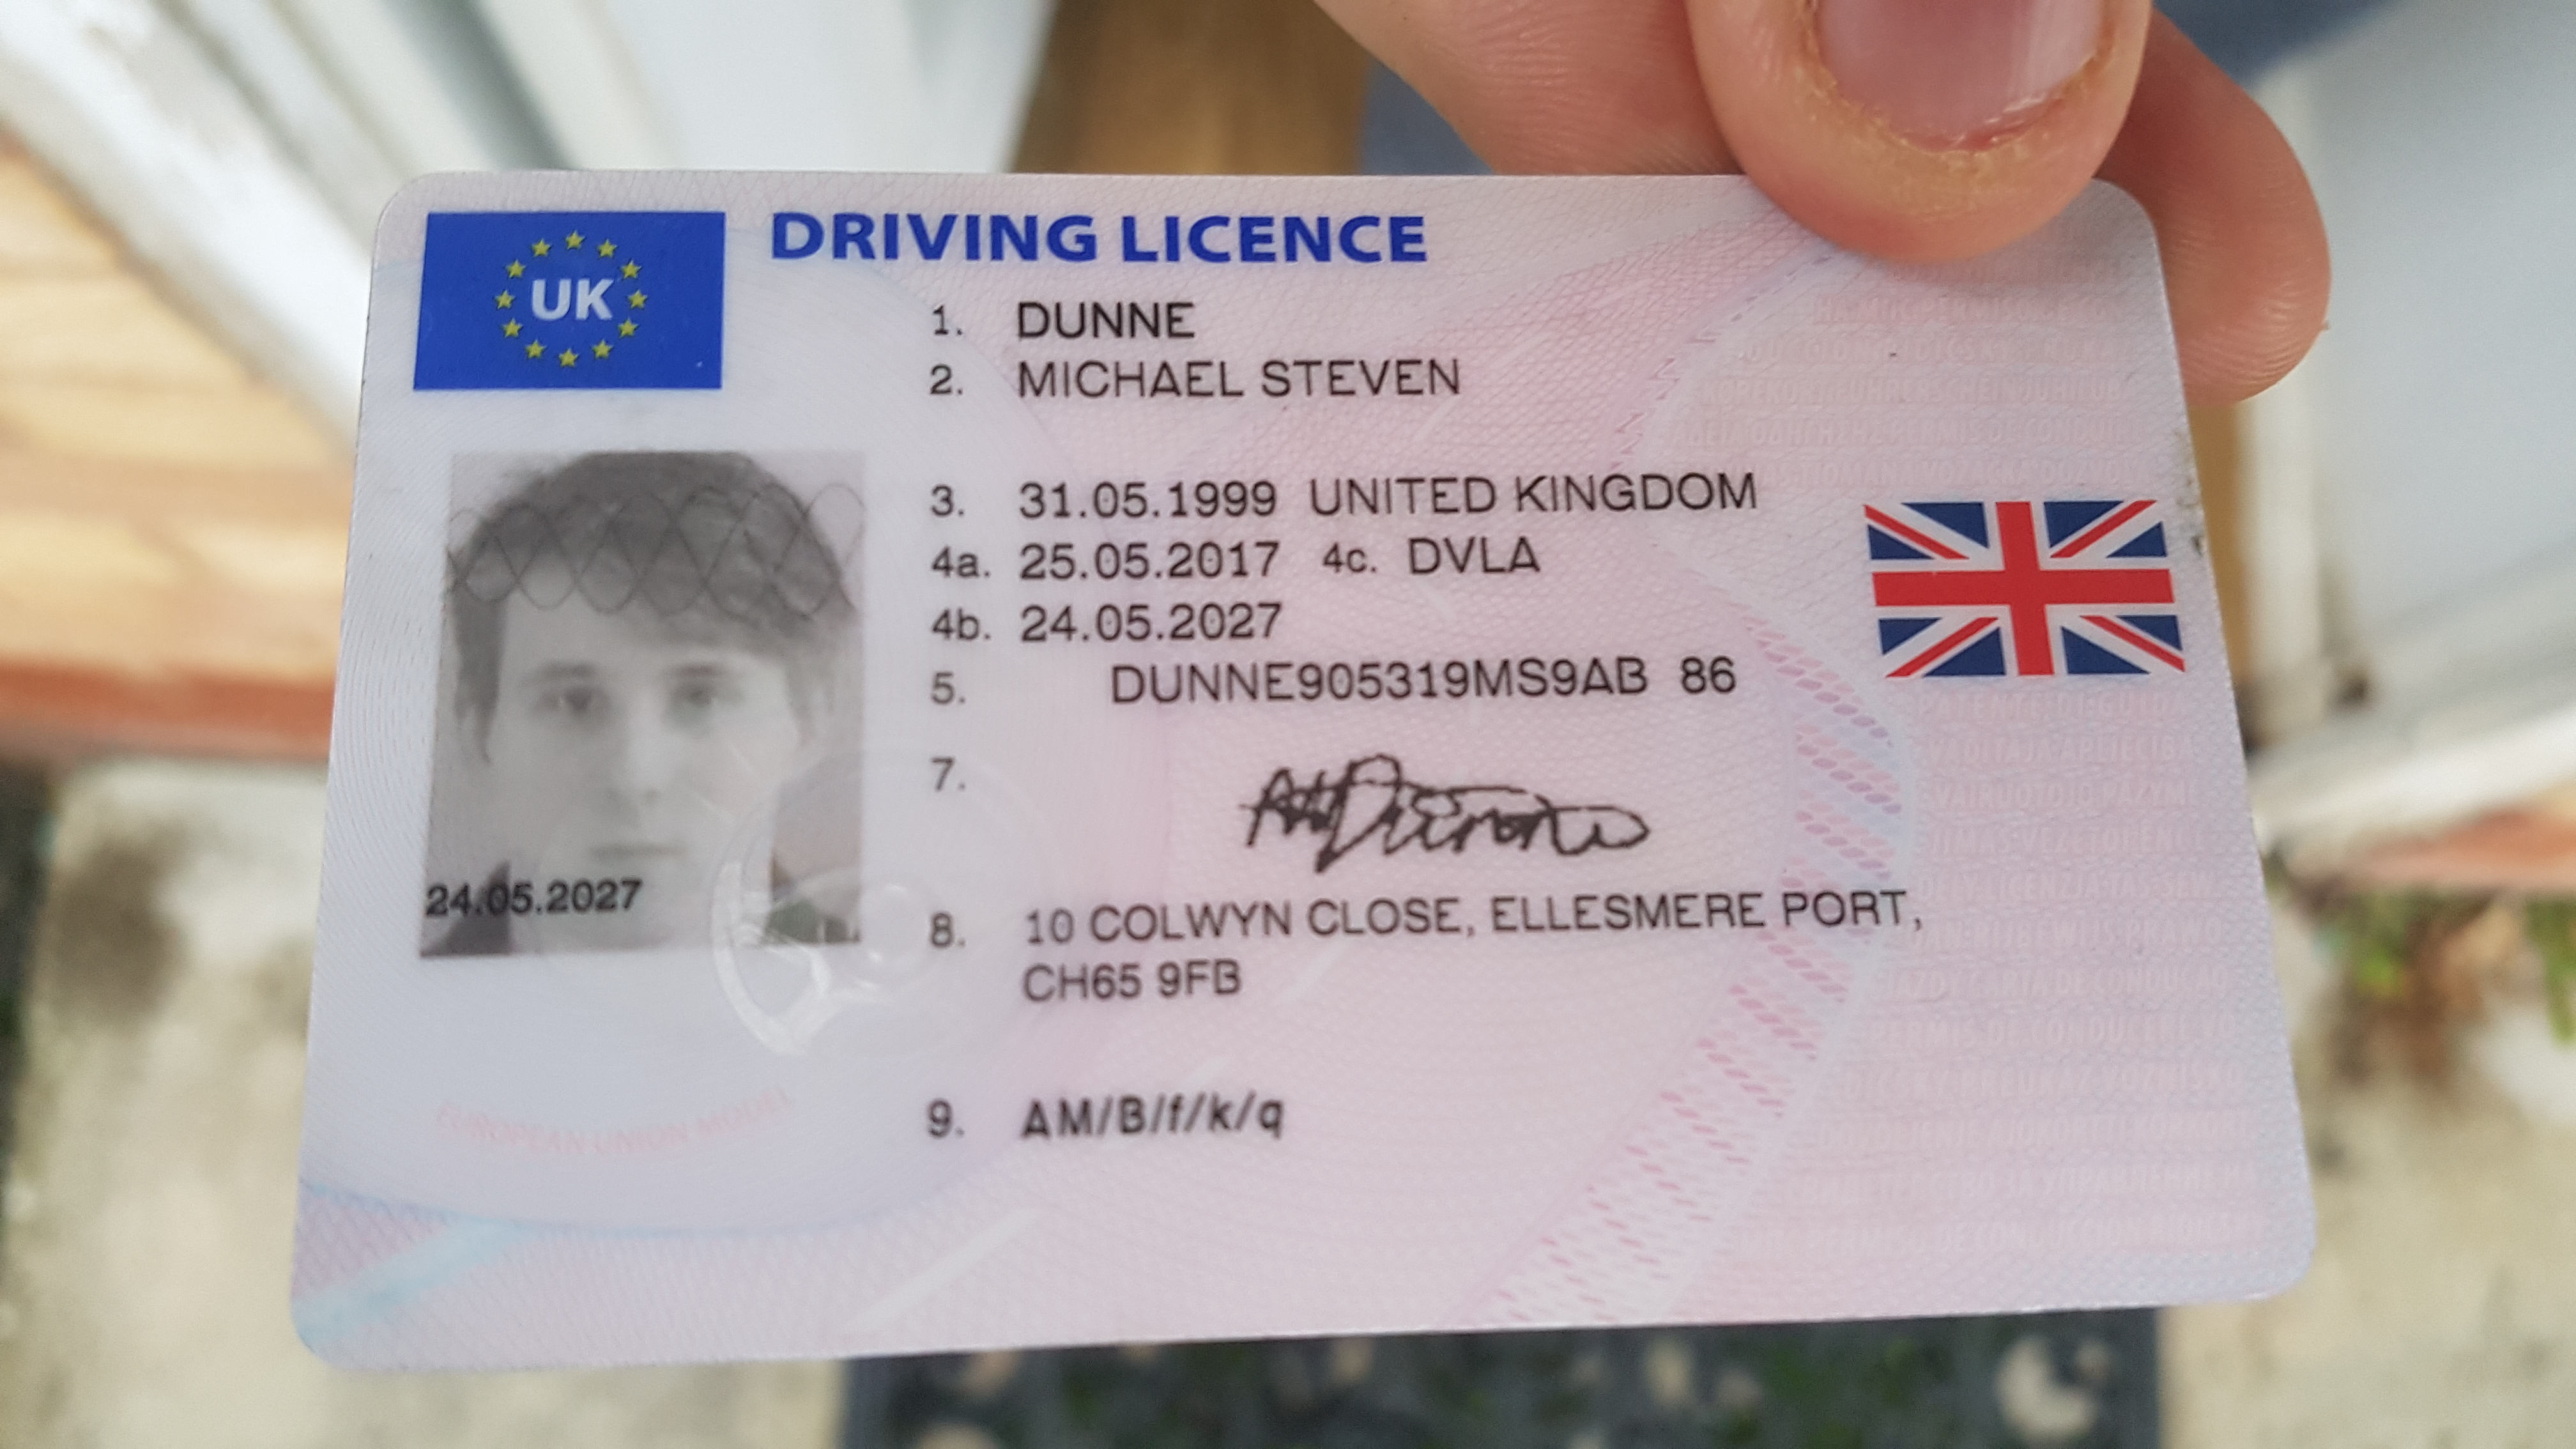 UK
DRIVING LICENCE
1. DUNNE
2. MICHAEL STEVEN
3. 31.05.1999 UNITED KINGDOM
4a. 25.05.2017 4c. DVLA
4b. 24.05.2027
5. DUNNE905319MS9AB 86
7.
8. 10 COLWYN CLOSE, ELLESMERE PORT,
CH65 9FB
9. AM/B/f/k/q
24.05.2027